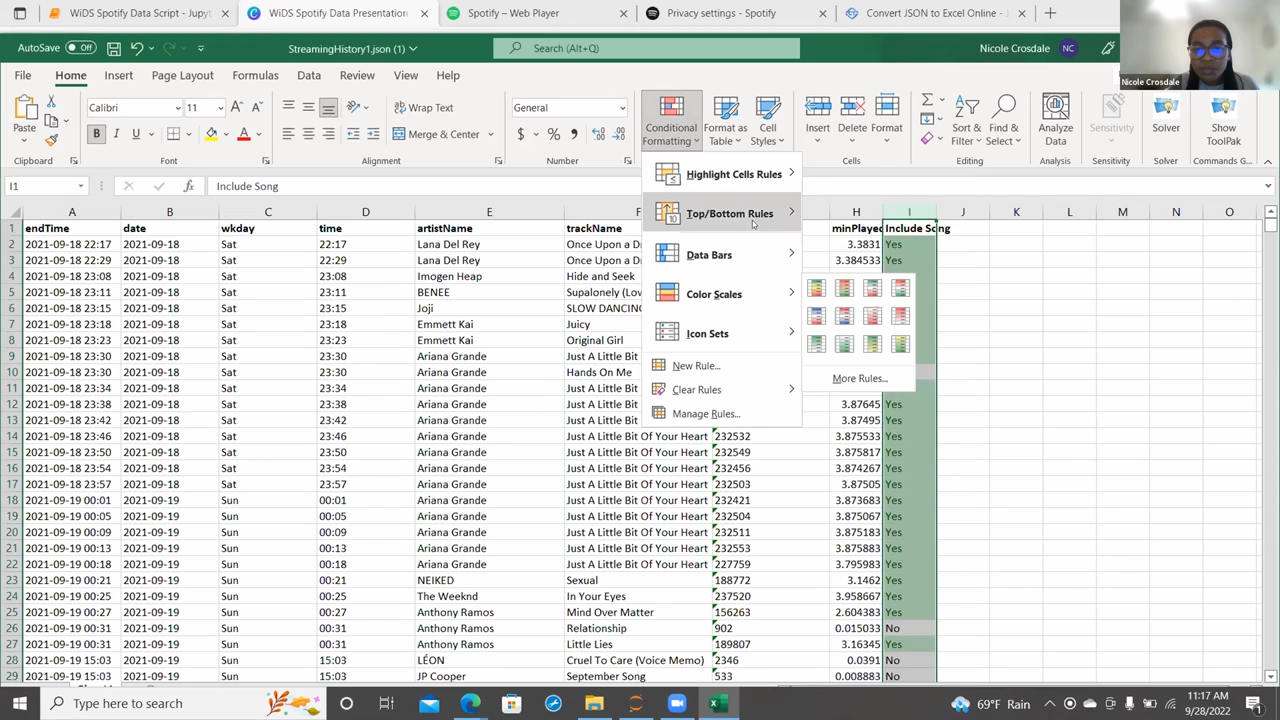 WiDS Spotify Data Script - Jupyt
WiDS Spotify Data Presentation
Spotify – Web Player
Privacy settings - Spotify
Convert JSON to Excel Online - J
AutoSave Off
StreamingHistory1.json (1)
Search (Alt+Q)
Nicole Crosdale NC
Nicole Crosdale
File Home Insert Page Layout Formulas Data Review View Help
Paste
Calibri 11
Wrap Text
Merge & Center
General
Conditional Formatting
Format as Table
Cell Styles
Insert Delete Format
Sort & Filter
Find & Select
Analyze Data
Sensitivity
Solver
Show ToolPak
Clipboard Font Alignment Number Cells Editing Analysis Sensitivity Solver Commands G...
I1 fx Include Song
Highlight Cells Rules
Top/Bottom Rules
Data Bars
Color Scales
Icon Sets
New Rule...
Clear Rules
Manage Rules...
More Rules...
A B C D E F H I J K L M N O
1 endTime date wkday time artistName trackName minPlayed Include Song
2 2021-09-18 22:17 2021-09-18 Sat 22:17 Lana Del Rey Once Upon a D 3.3831 Yes
3 2021-09-18 22:29 2021-09-18 Sat 22:29 Lana Del Rey Once Upon a D 3.384533 Yes
4 2021-09-18 23:08 2021-09-18 Sat 23:08 Imogen Heap Hide and Seek
5 2021-09-18 23:11 2021-09-18 Sat 23:11 BENEE Supalonely (Lo
6 2021-09-18 23:15 2021-09-18 Sat 23:15 Joji SLOW DANCING
7 2021-09-18 23:18 2021-09-18 Sat 23:18 Emmett Kai Juicy
8 2021-09-18 23:23 2021-09-18 Sat 23:23 Emmett Kai Original Girl
9 2021-09-18 23:30 2021-09-18 Sat 23:30 Ariana Grande Just A Little Bit
10 2021-09-18 23:30 2021-09-18 Sat 23:30 Ariana Grande Hands On Me
11 2021-09-18 23:34 2021-09-18 Sat 23:34 Ariana Grande Just A Little Bit
12 2021-09-18 23:38 2021-09-18 Sat 23:38 Ariana Grande Just A Little Bit 3.87645 Yes
13 2021-09-18 23:42 2021-09-18 Sat 23:42 Ariana Grande Just A Little Bit 3.87495 Yes
14 2021-09-18 23:46 2021-09-18 Sat 23:46 Ariana Grande Just A Little Bit Of Your Heart 232532 3.875533 Yes
15 2021-09-18 23:50 2021-09-18 Sat 23:50 Ariana Grande Just A Little Bit Of Your Heart 232549 3.875817 Yes
16 2021-09-18 23:54 2021-09-18 Sat 23:54 Ariana Grande Just A Little Bit Of Your Heart 232456 3.874267 Yes
17 2021-09-18 23:57 2021-09-18 Sat 23:57 Ariana Grande Just A Little Bit Of Your Heart 232503 3.87505 Yes
18 2021-09-19 00:01 2021-09-19 Sun 00:01 Ariana Grande Just A Little Bit Of Your Heart 232421 3.873683 Yes
19 2021-09-19 00:05 2021-09-19 Sun 00:05 Ariana Grande Just A Little Bit Of Your Heart 232504 3.875067 Yes
20 2021-09-19 00:09 2021-09-19 Sun 00:09 Ariana Grande Just A Little Bit Of Your Heart 232511 3.875183 Yes
21 2021-09-19 00:13 2021-09-19 Sun 00:13 Ariana Grande Just A Little Bit Of Your Heart 232553 3.875883 Yes
22 2021-09-19 00:18 2021-09-19 Sun 00:18 Ariana Grande Just A Little Bit Of Your Heart 227759 3.795983 Yes
23 2021-09-19 00:21 2021-09-19 Sun 00:21 NEIKED Sexual 188772 3.1462 Yes
24 2021-09-19 00:25 2021-09-19 Sun 00:25 The Weeknd In Your Eyes 237520 3.958667 Yes
25 2021-09-19 00:27 2021-09-19 Sun 00:27 Anthony Ramos Mind Over Matter 156263 2.604383 Yes
26 2021-09-19 00:31 2021-09-19 Sun 00:31 Anthony Ramos Relationship 902 0.015033 No
27 2021-09-19 00:31 2021-09-19 Sun 00:31 Anthony Ramos Little Lies 189807 3.16345 Yes
28 2021-09-19 15:03 2021-09-19 Sun 15:03 LÉON Cruel To Care (Voice Memo) 2346 0.0391 No
29 2021-09-19 15:03 2021-09-19 Sun 15:03 JP Cooper September Song 533 0.008883 No
Type here to search
69°F Rain
11:17 AM
9/28/2022